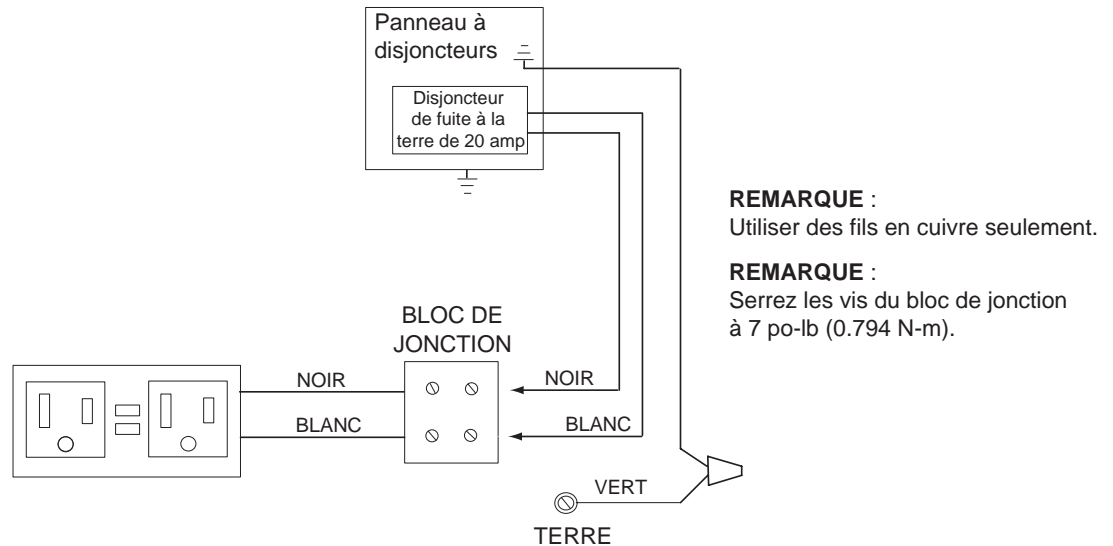 Panneau à
disjoncteurs
Disjoncteur
de fuite à la
terre de 20 amp
REMARQUE :
Utiliser des fils en cuivre seulement.
REMARQUE :
Serrez les vis du bloc de jonction
à 7 po-lb (0.794 N-m).
BLOC DE
JONCTION
NOIR
NOIR
BLANC
BLANC
VERT
TERRE